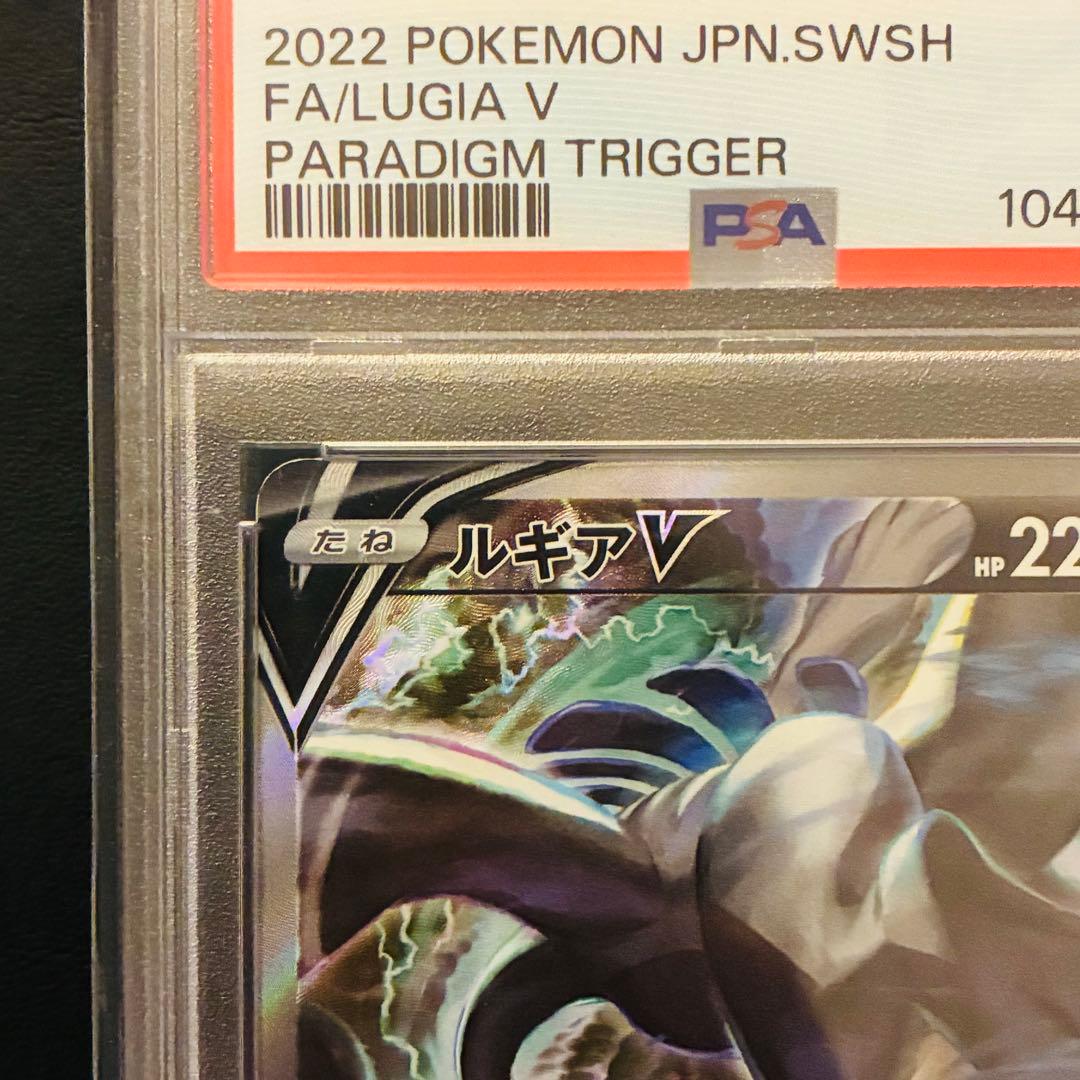 2022 POKEMON JPN.SWSH
FA/LUGIA V
PARADIGM TRIGGER
PSA
104
たね
ルギアV
HP 22